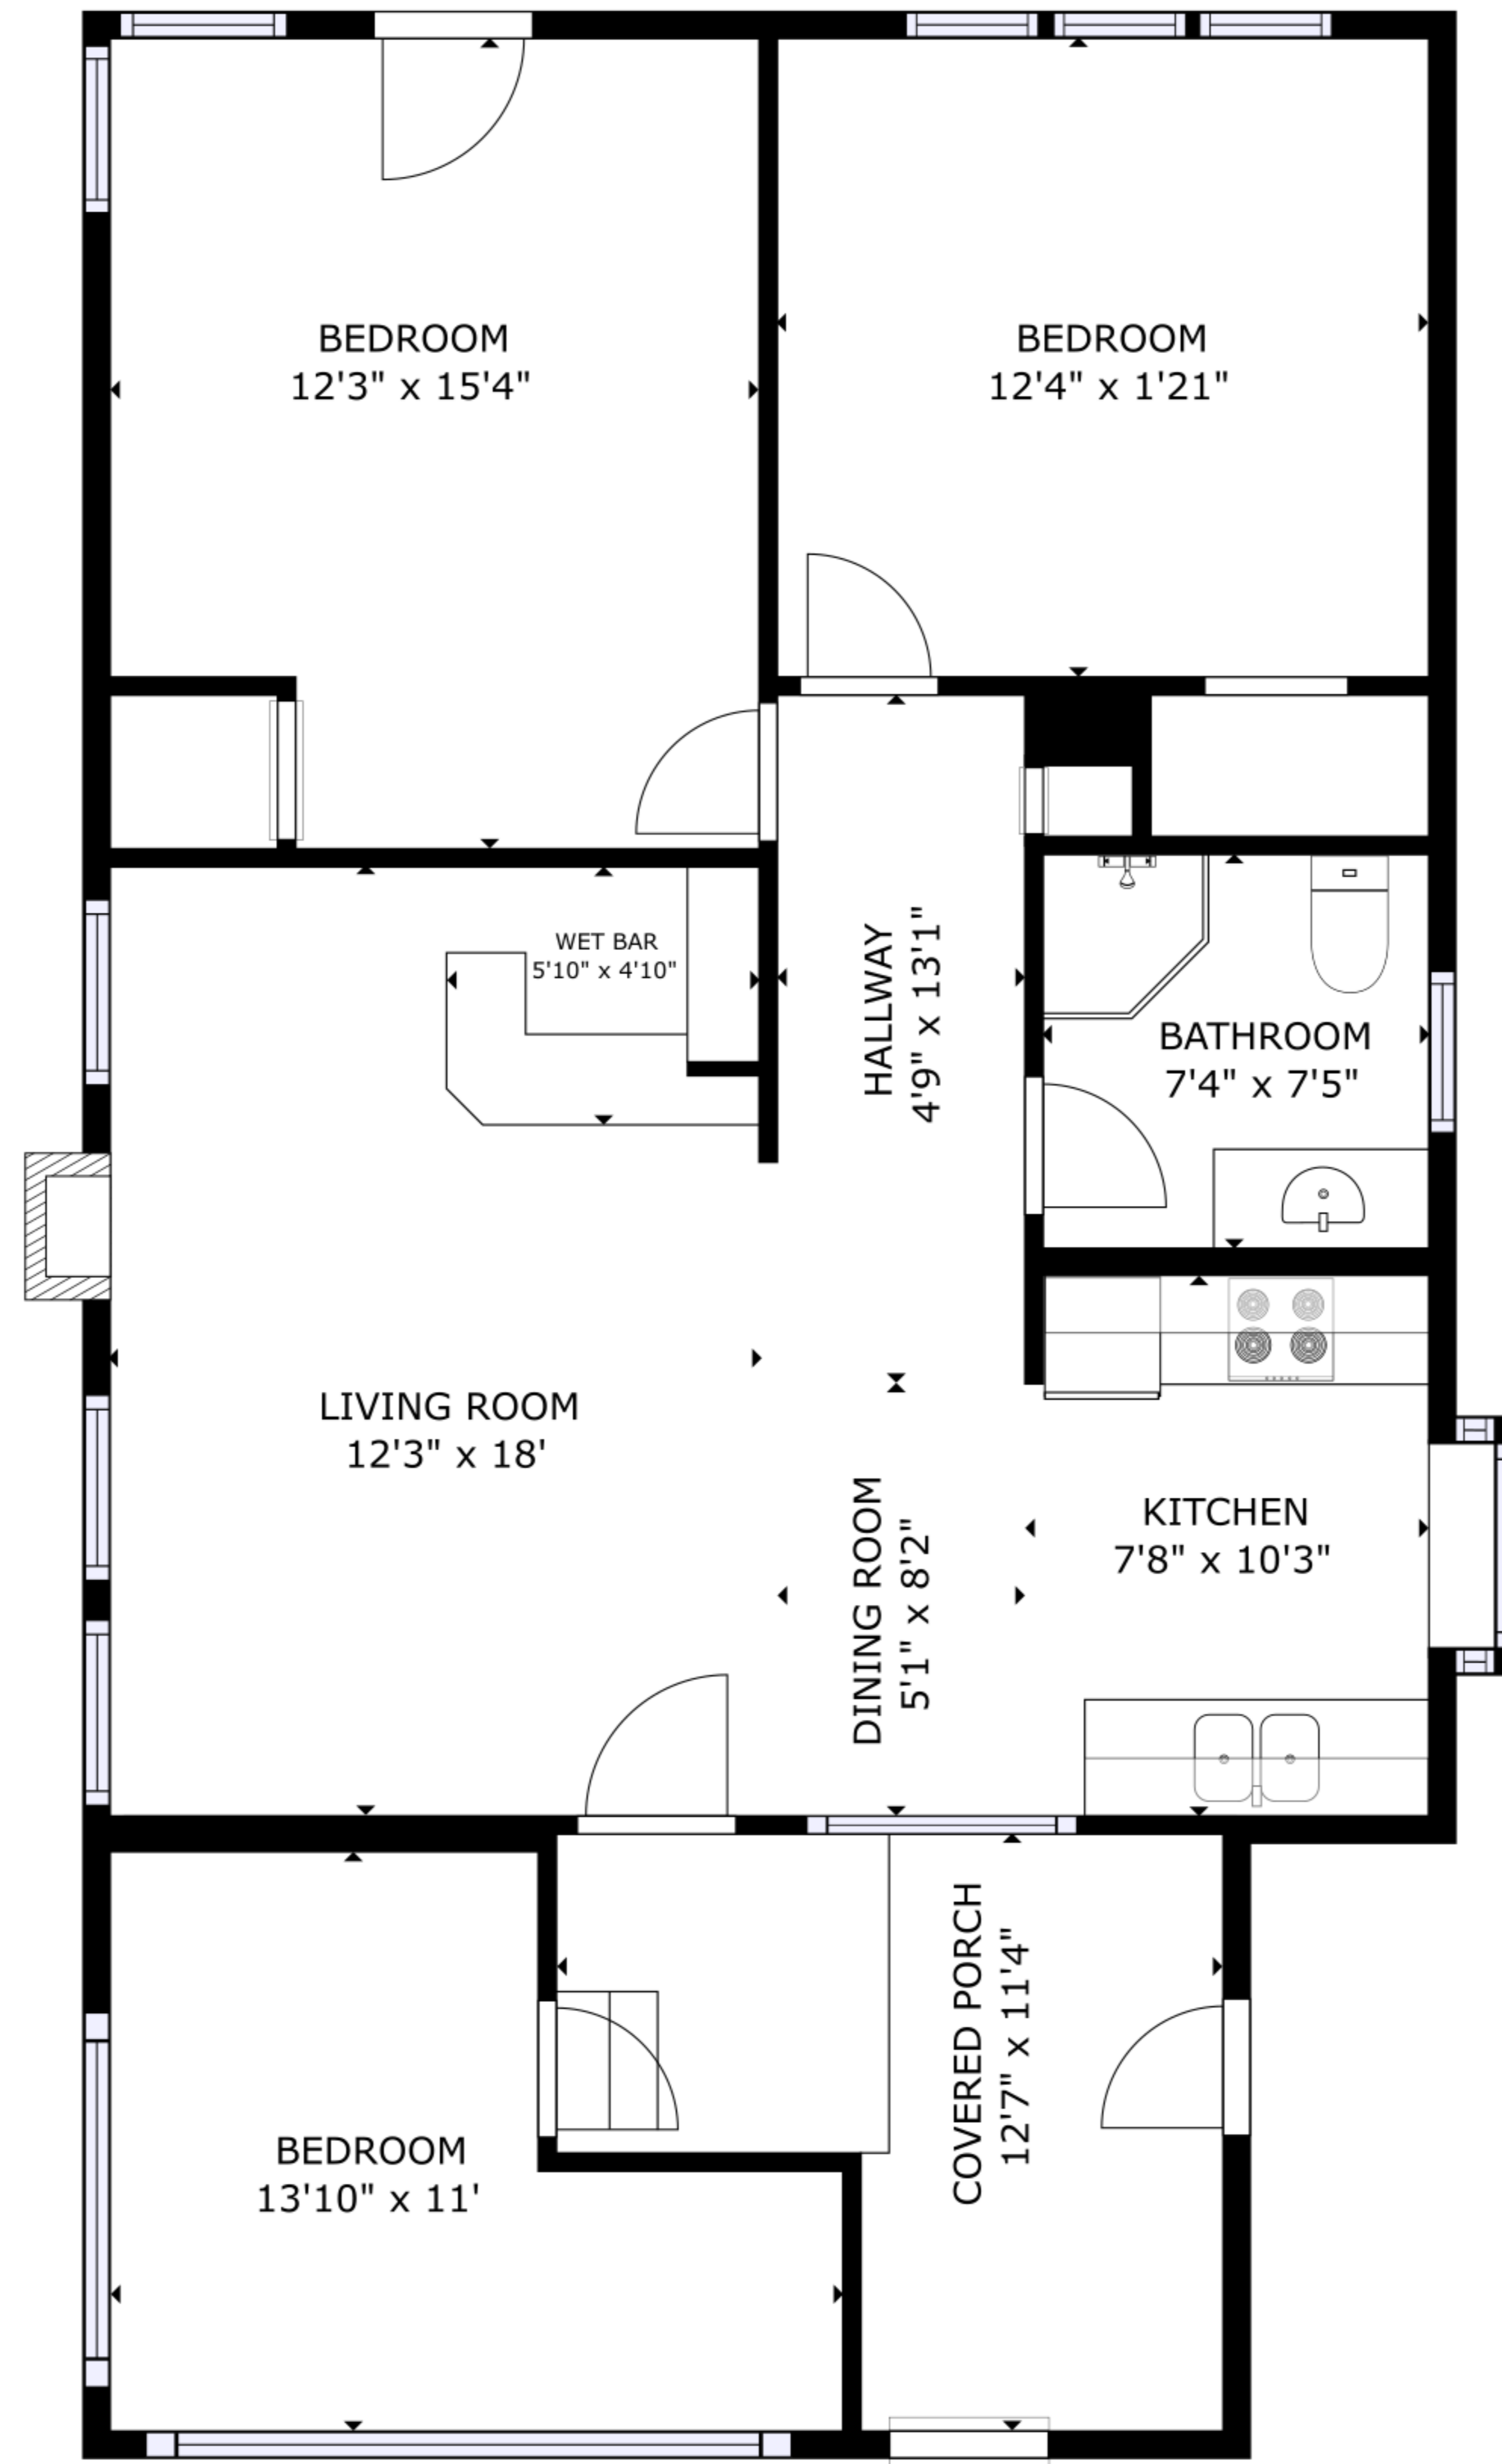 BEDROOM
12'3" x 15'4"
BEDROOM
12'4" x 1'21"
WET BAR
5'10" x 4'10"
HALLWAY
4'9" x 13'1"
BATHROOM
7'4" x 7'5"
LIVING ROOM
12'3" x 18'
DINING ROOM
5'1" x 8'2"
KITCHEN
7'8" x 10'3"
COVERED PORCH
12'7" x 11'4"
BEDROOM
13'10" x 11'